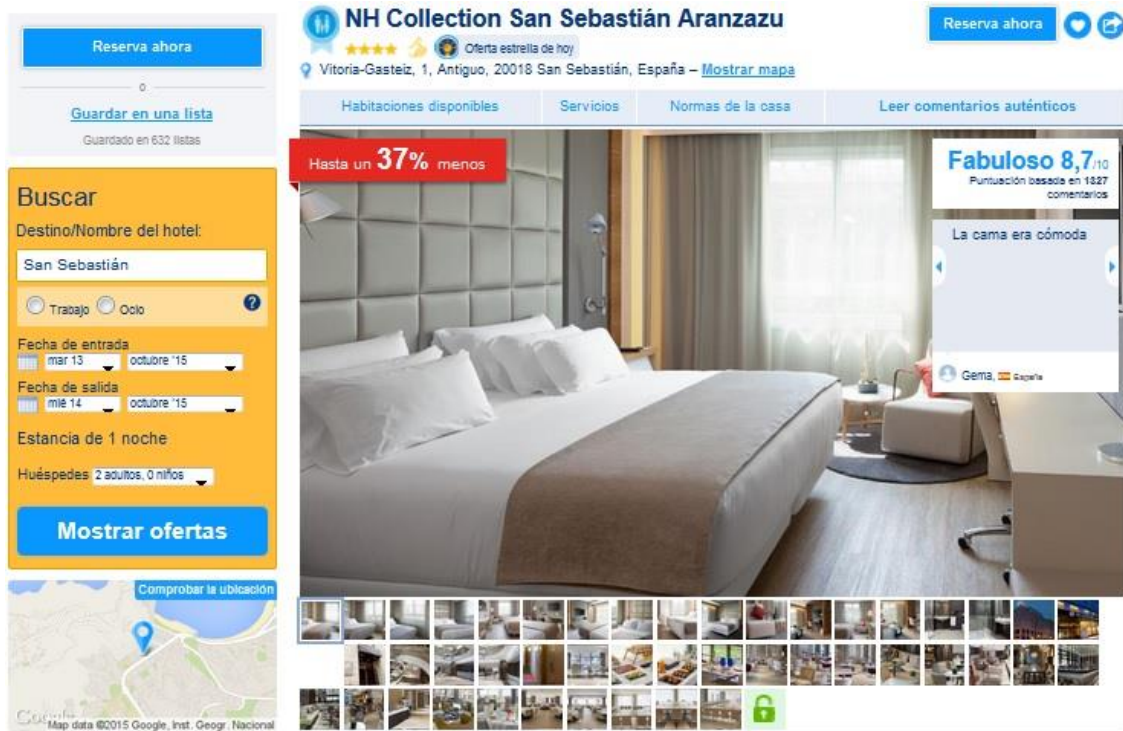 Reserva ahora
o
Guardar en una lista
Guardado en 632 listas
Buscar
Destino/Nombre del hotel:
San Sebastián
Trabajo Ocio ?
Fecha de entrada
mar 13 octubre '15
Fecha de salida
mié 14 octubre '15
Estancia de 1 noche
Huéspedes 2 adultos, 0 niños
Mostrar ofertas
Comprobar la ubicación
Google
Map data ©2015 Google, Inst. Geogr. Nacional
NH Collection San Sebastián Aranzazu
Reserva ahora
Oferta estrella de hoy
Vitoria-Gasteiz, 1, Antiguo, 20018 San Sebastián, España – Mostrar mapa
Habitaciones disponibles Servicios Normas de la casa Leer comentarios auténticos
Hasta un 37% menos
Fabuloso 8,7/10
Puntuación basada en 1327
comentarios
La cama era cómoda
Gema, España